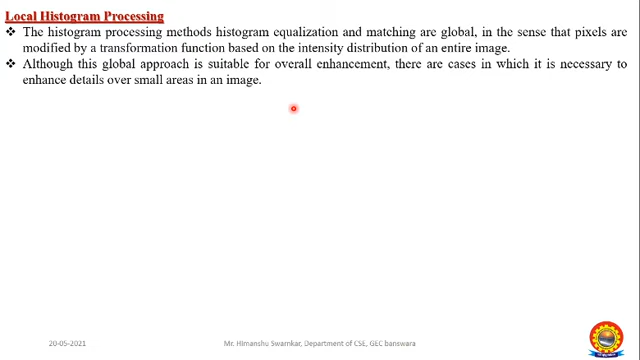 Local Histogram Processing
❖ The histogram processing methods histogram equalization and matching are global, in the sense that pixels are
modified by a transformation function based on the intensity distribution of an entire image.
❖ Although this global approach is suitable for overall enhancement, there are cases in which it is necessary to
enhance details over small areas in an image.
20-05-2021
Mr. Himanshu Swarnkar, Department of CSE, GEC banswara